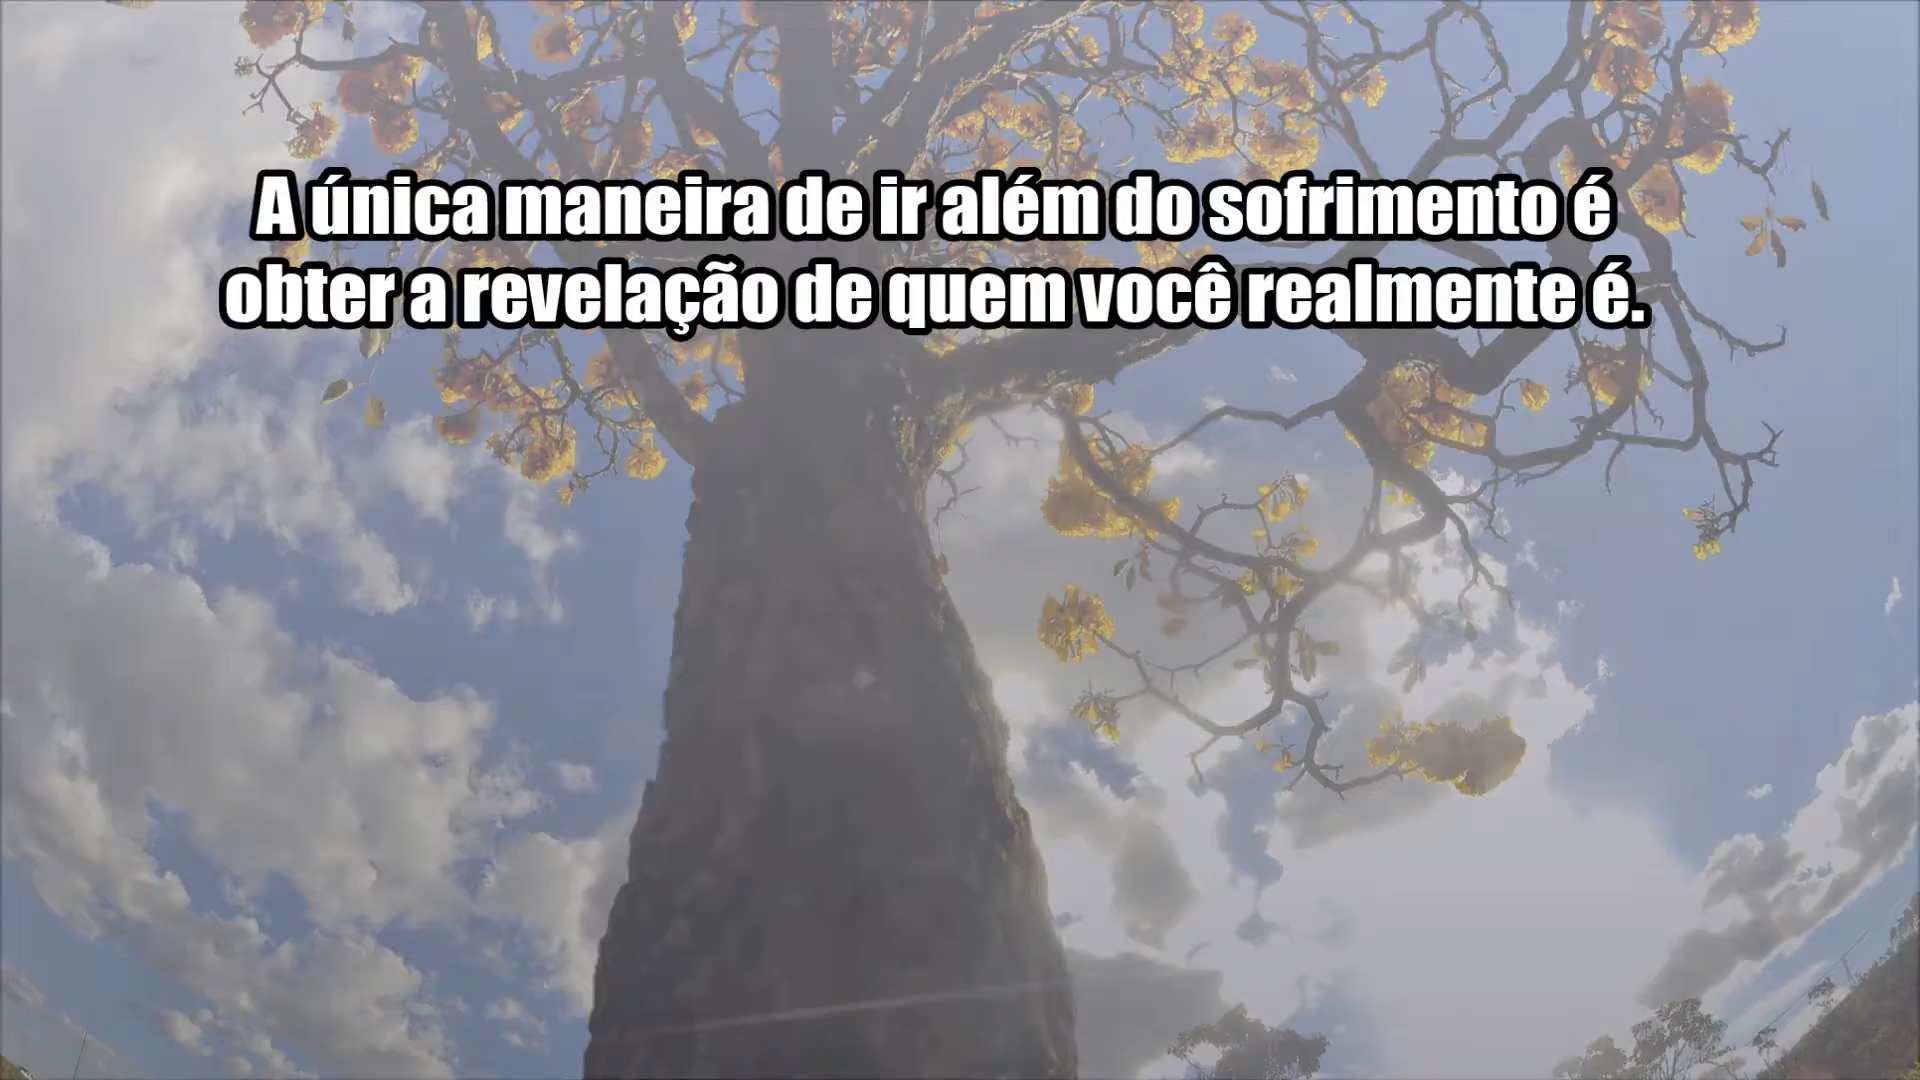 A única maneira de ir além do sofrimento é
obter a revelação de quem você realmente é.